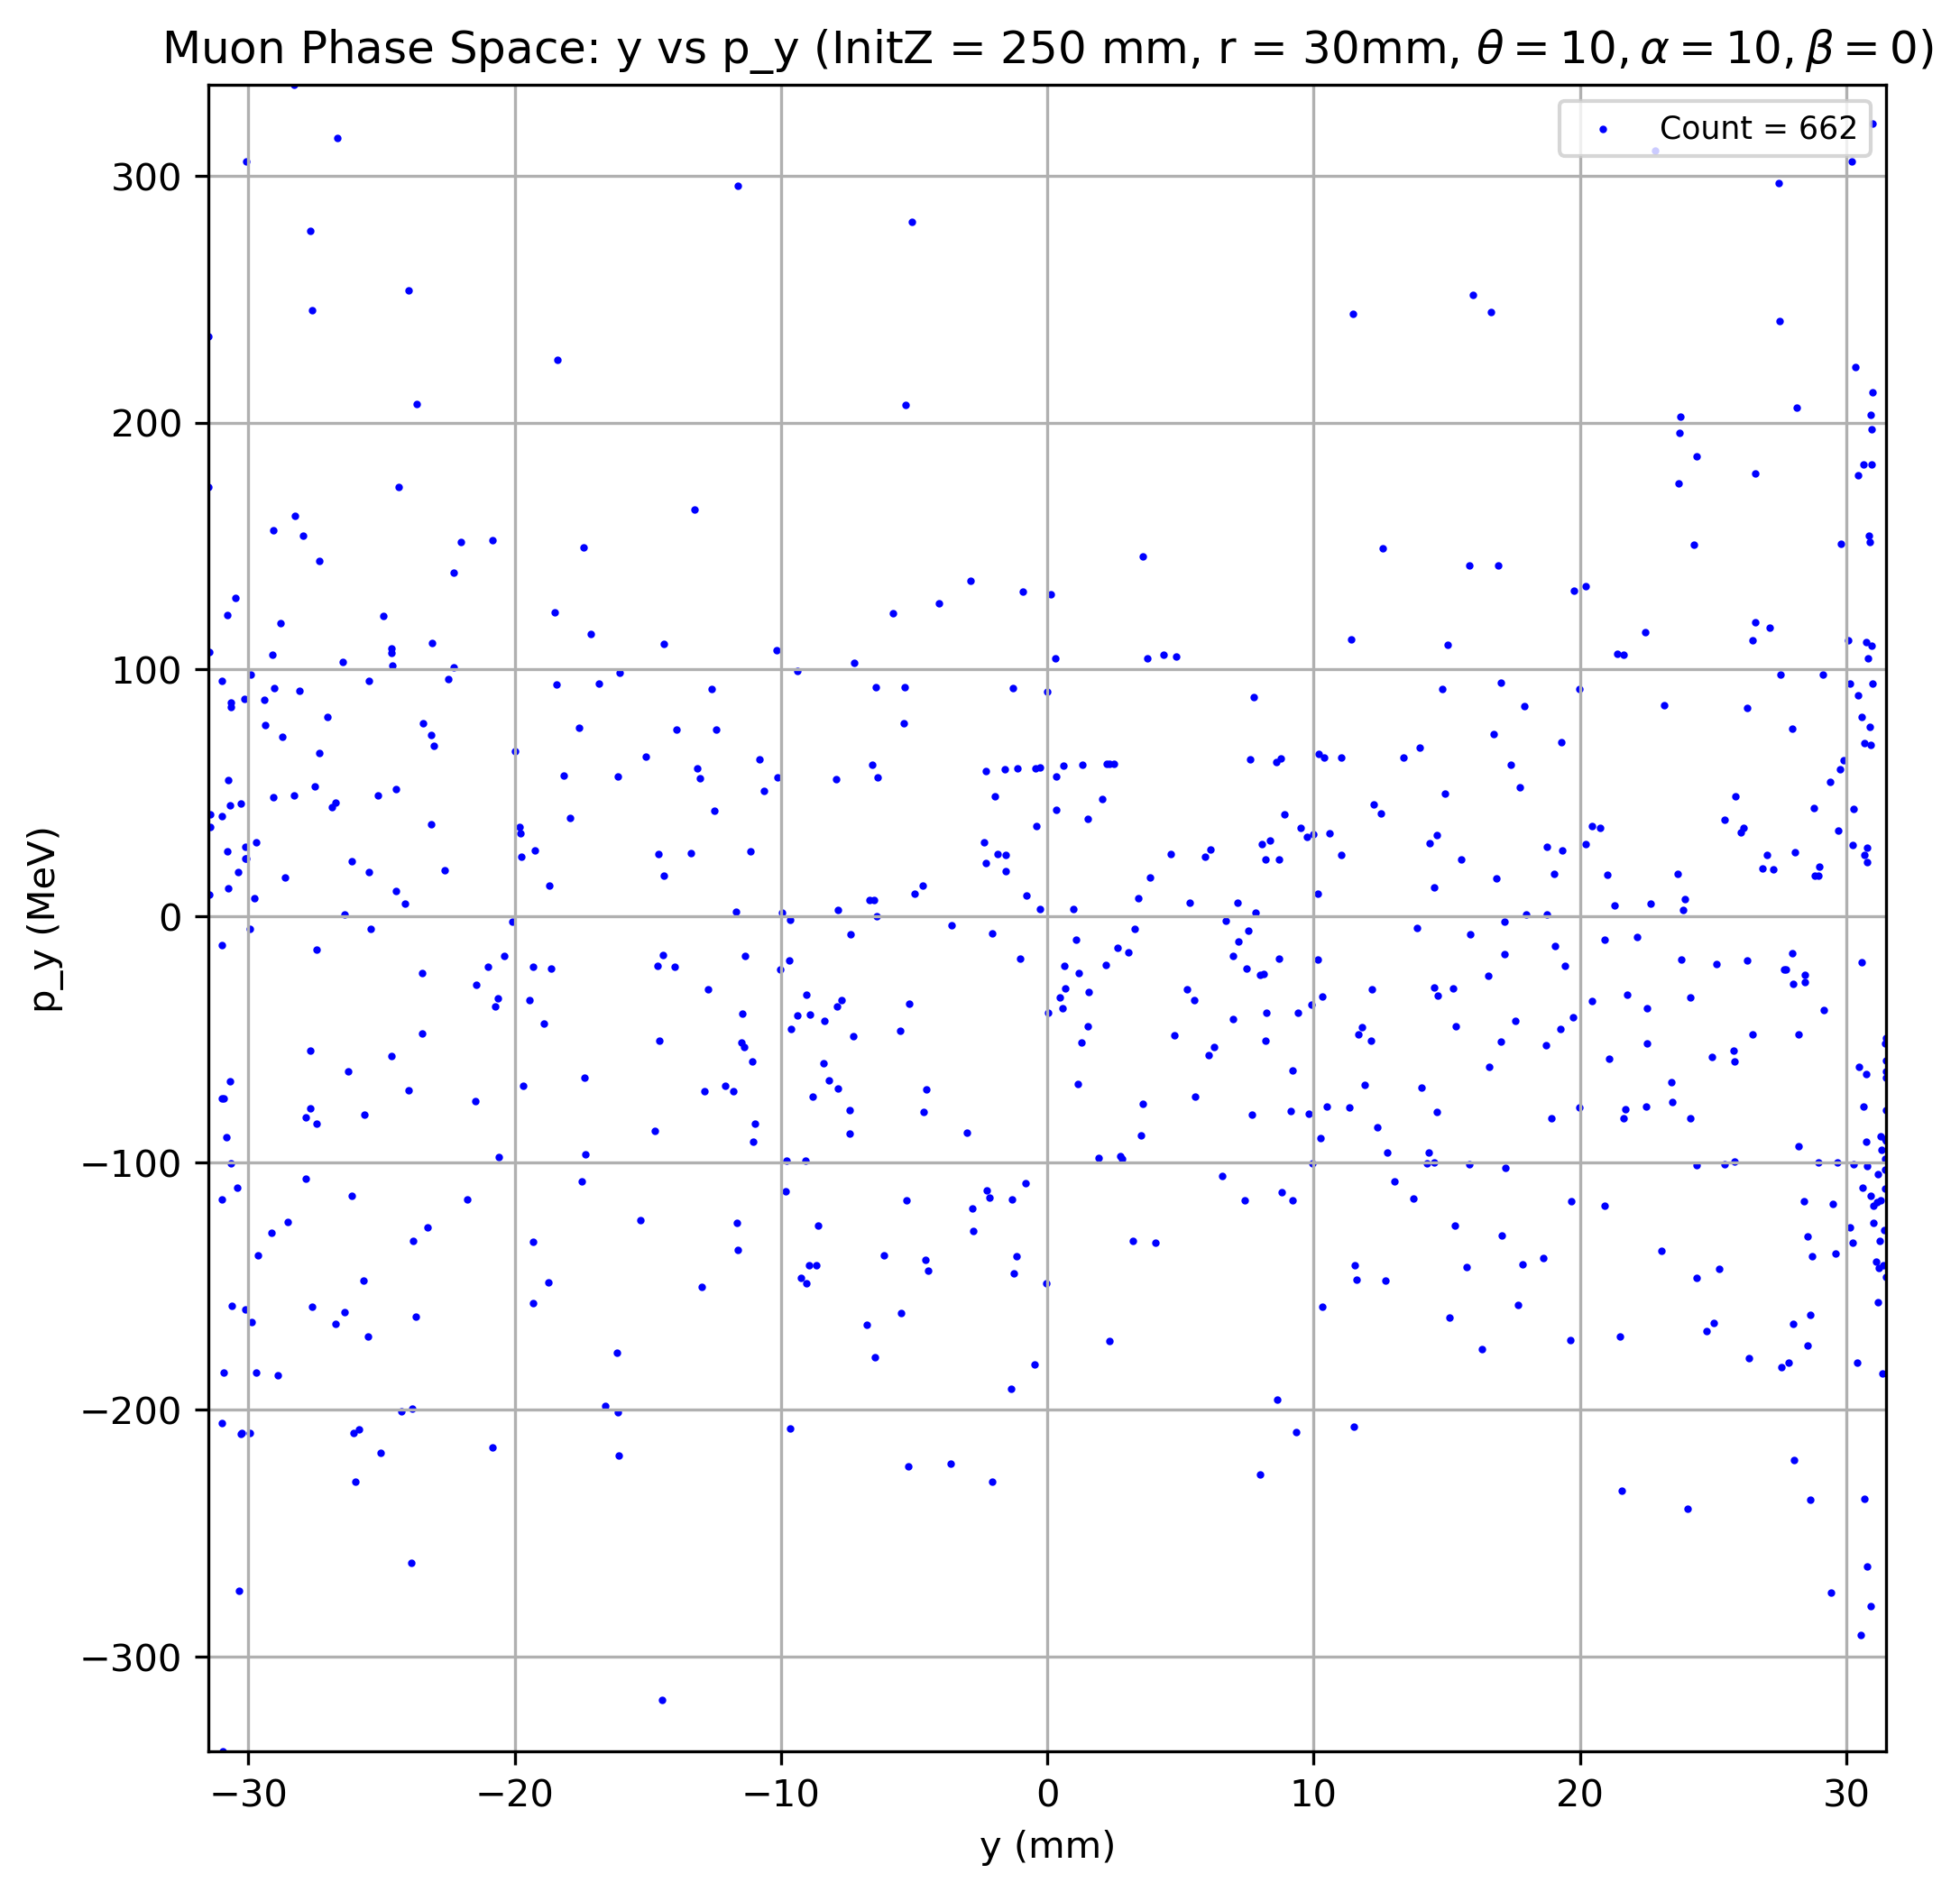 Muon Phase Space: y vs p_y (InitZ = 250 mm, r = 30mm, θ = 10, α = 10, β = 0)
Count = 662
300
200
100
0
−100
−200
−300
p_y (MeV)
−30 −20 −10 0 10 20 30
y (mm)